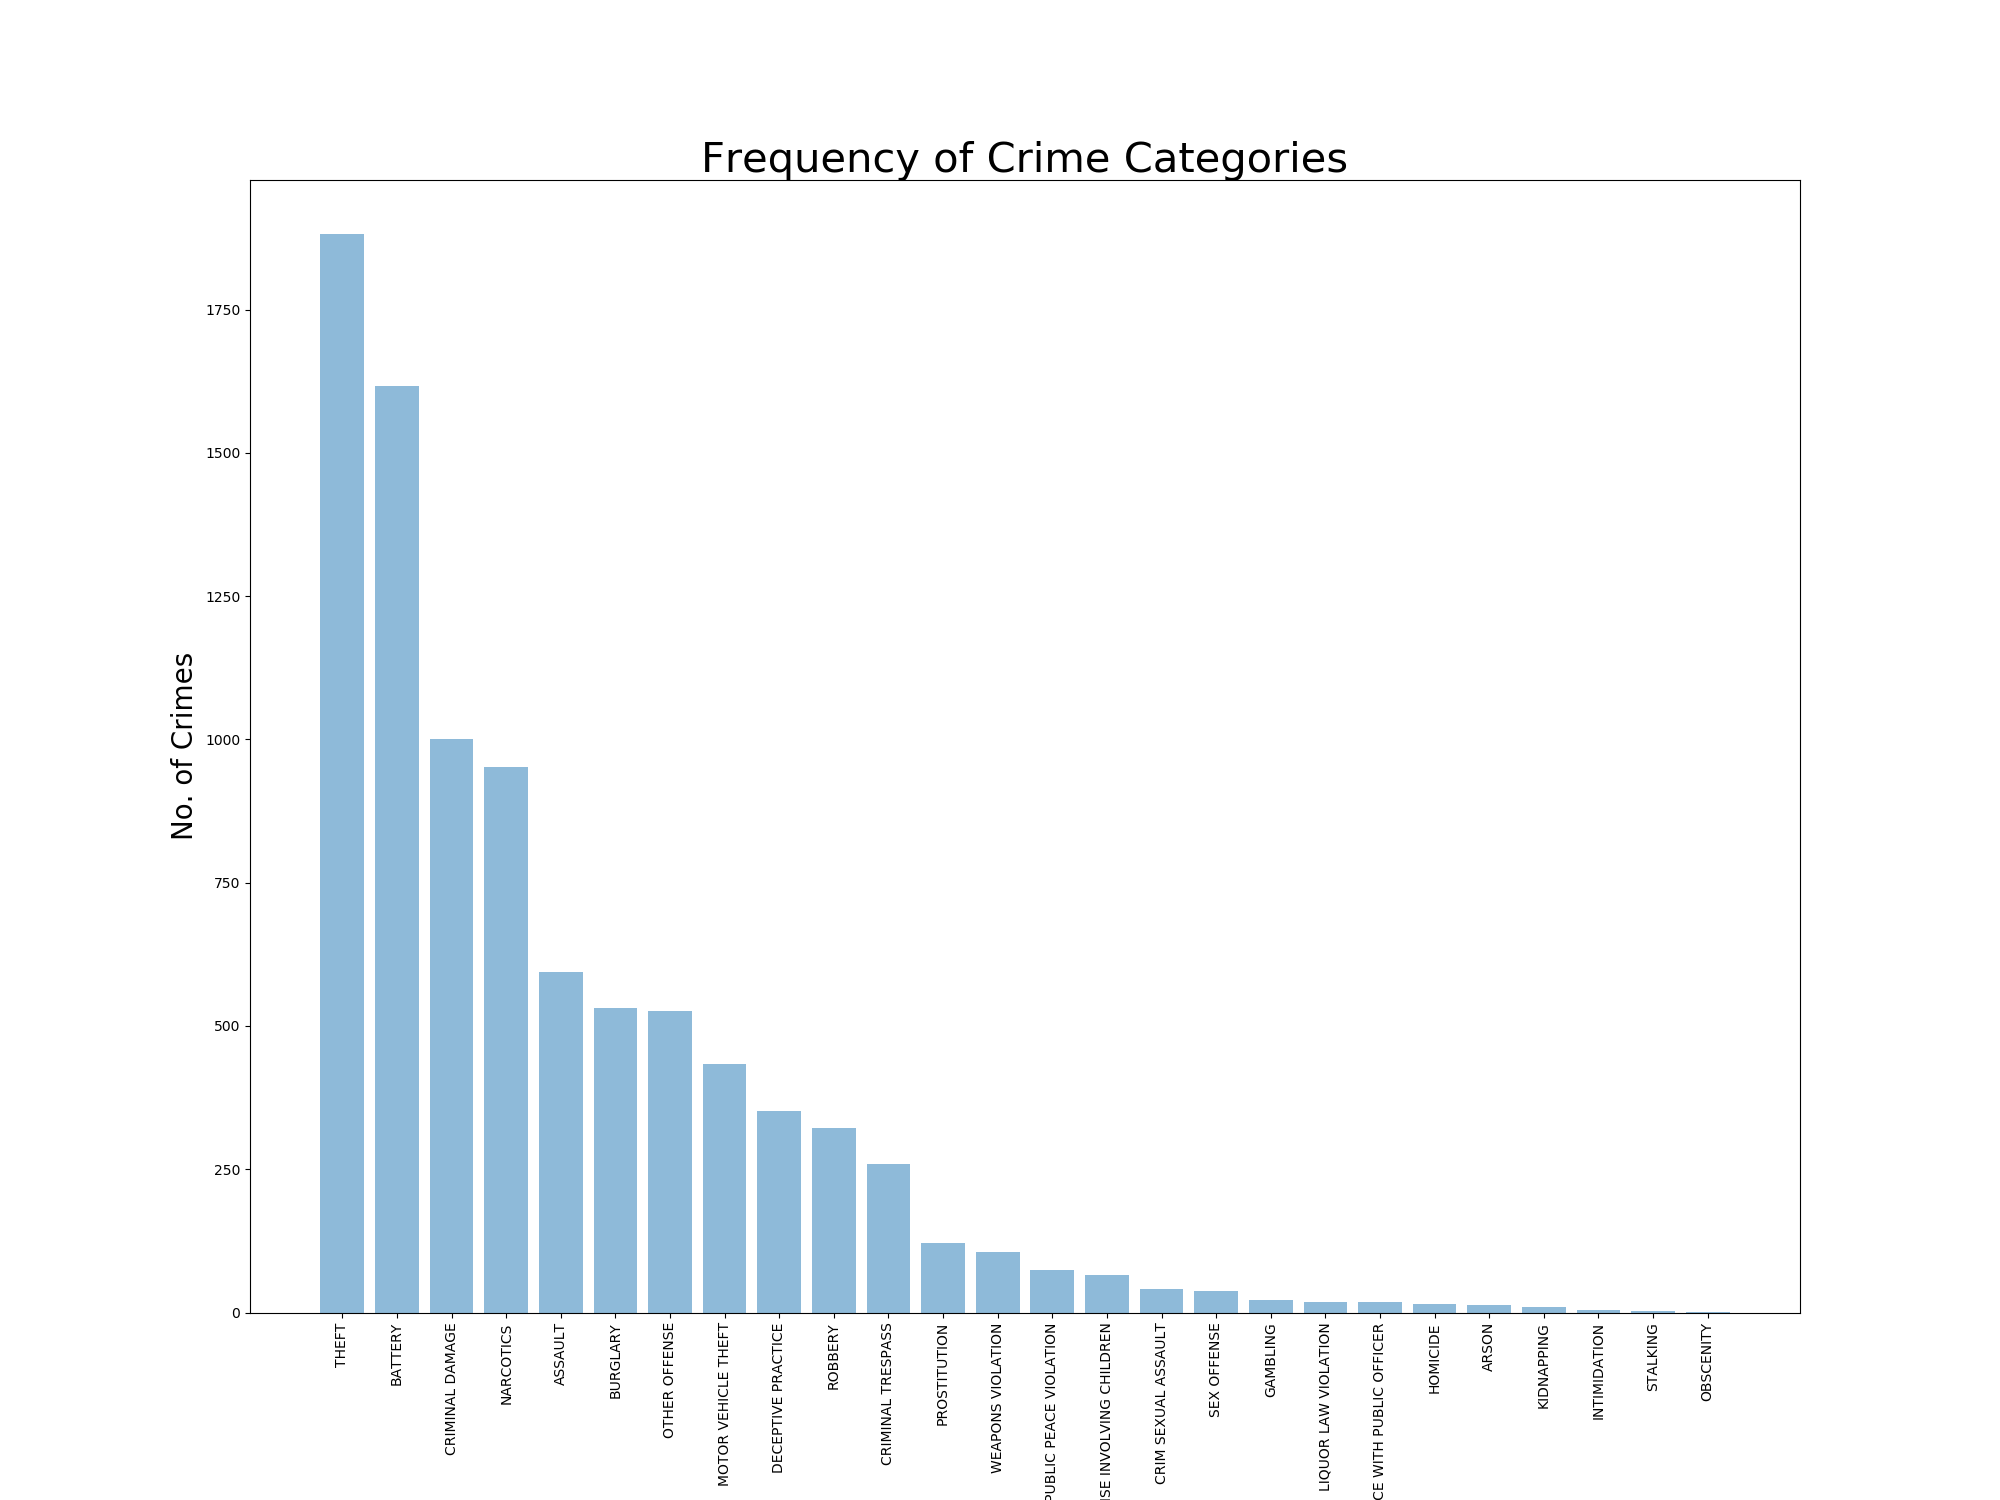 Frequency of Crime Categories
No. of Crimes
1750
1500
1250
1000
750
500
250
0
THEFT
BATTERY
CRIMINAL DAMAGE
NARCOTICS
ASSAULT
BURGLARY
OTHER OFFENSE
MOTOR VEHICLE THEFT
DECEPTIVE PRACTICE
ROBBERY
CRIMINAL TRESPASS
PROSTITUTION
WEAPONS VIOLATION
PUBLIC PEACE VIOLATION
INVOLVING CHILDREN
CRIM SEXUAL ASSAULT
SEX OFFENSE
GAMBLING
LIQUOR LAW VIOLATION
WITH PUBLIC OFFICER
HOMICIDE
ARSON
KIDNAPPING
INTIMIDATION
STALKING
OBSCENITY